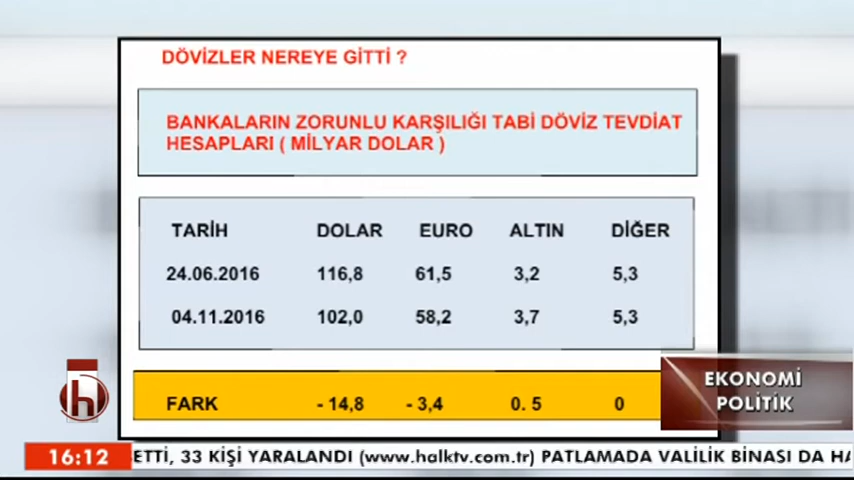 DÖVİZLER NEREYE GİTTİ ?
BANKALARIN ZORUNLU KARŞILIĞI TABİ DÖVİZ TEVDİAT
HESAPLARI ( MİLYAR DOLAR )
TARİH DOLAR EURO ALTIN DİĞER
24.06.2016 116,8 61,5 3,2 5,3
04.11.2016 102,0 58,2 3,7 5,3
FARK - 14,8 - 3,4 0. 5 0
EKONOMİ
POLİTİK
h
16:12 ETTİ, 33 KİŞİ YARALANDI (www.halktv.com.tr) PATLAMADA VALİLİK BİNASI DA HA